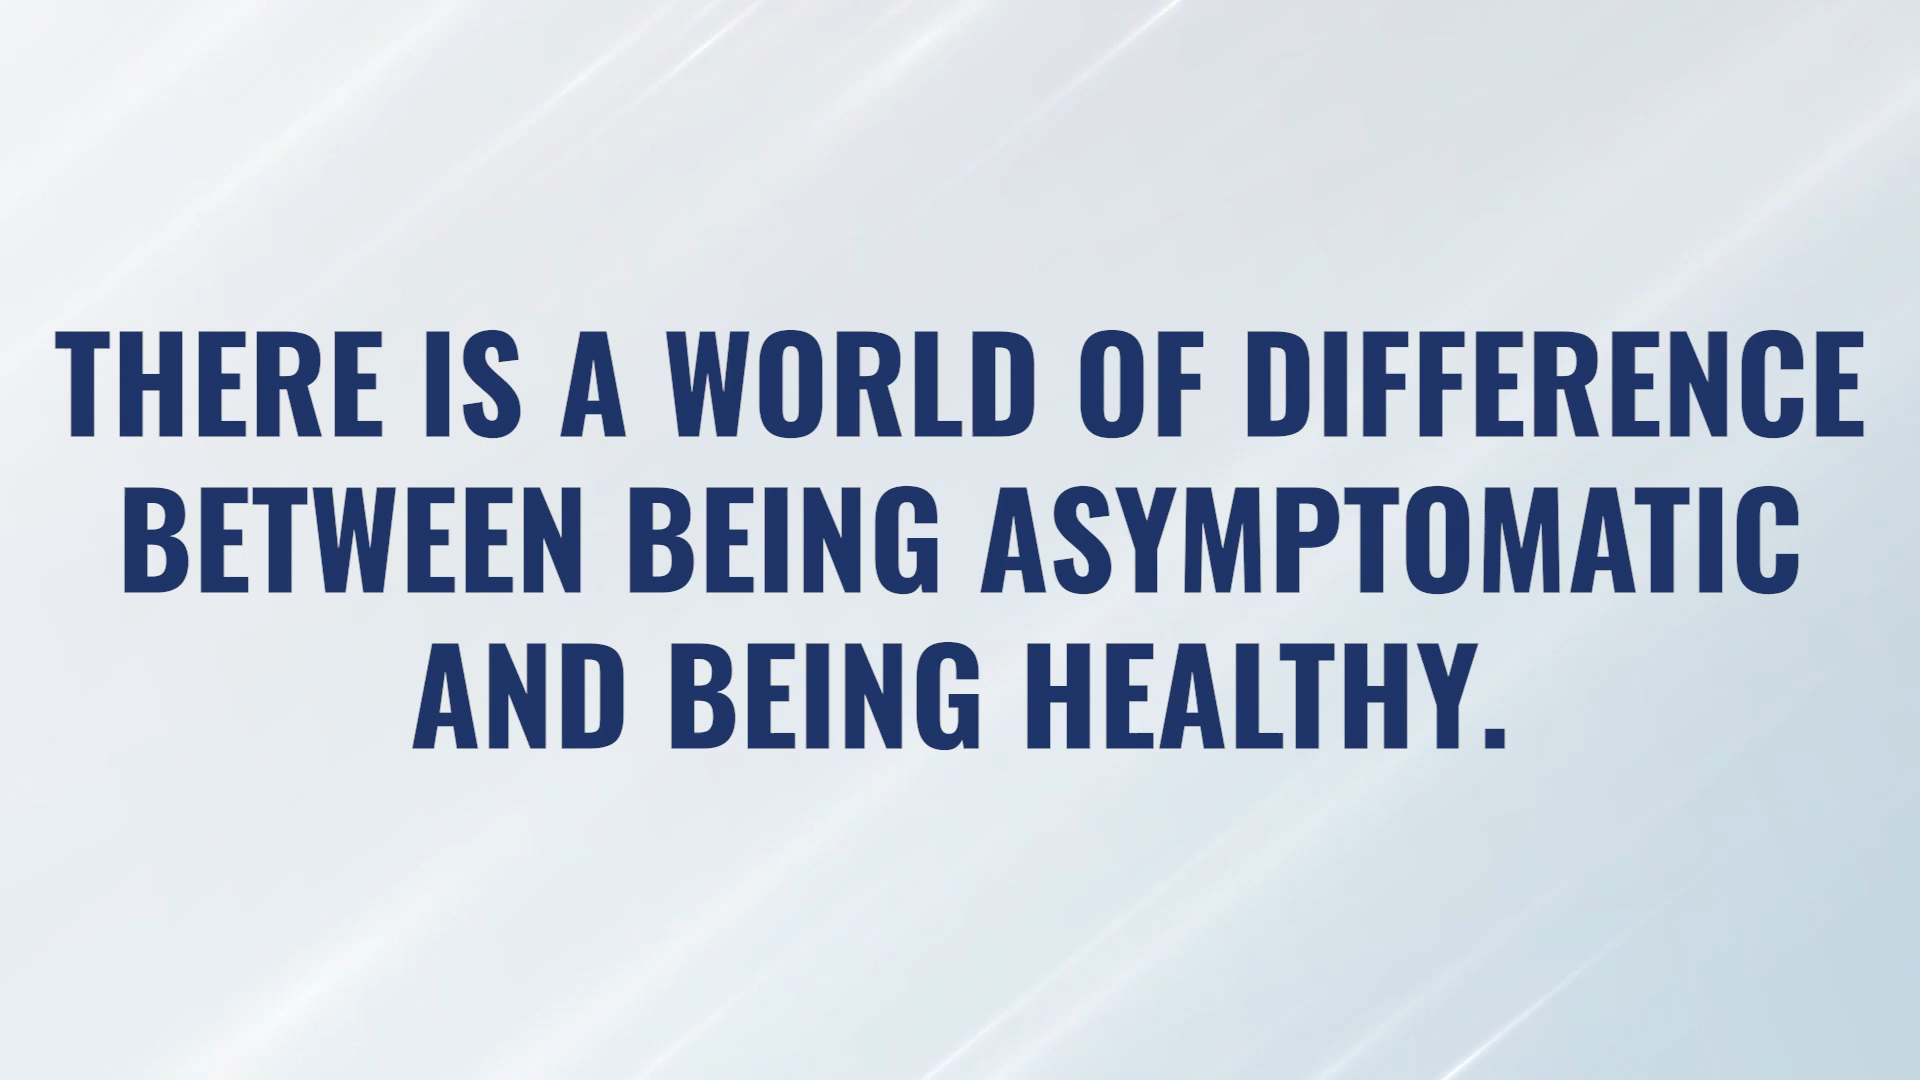 THERE IS A WORLD OF DIFFERENCE
BETWEEN BEING ASYMPTOMATIC
AND BEING HEALTHY.